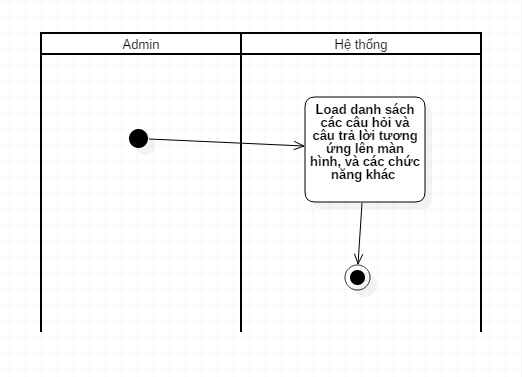 Admin
Hệ thống
Load danh sách
các câu hỏi và
câu trả lời tương
ứng lên màn
hình, và các chức
năng khác